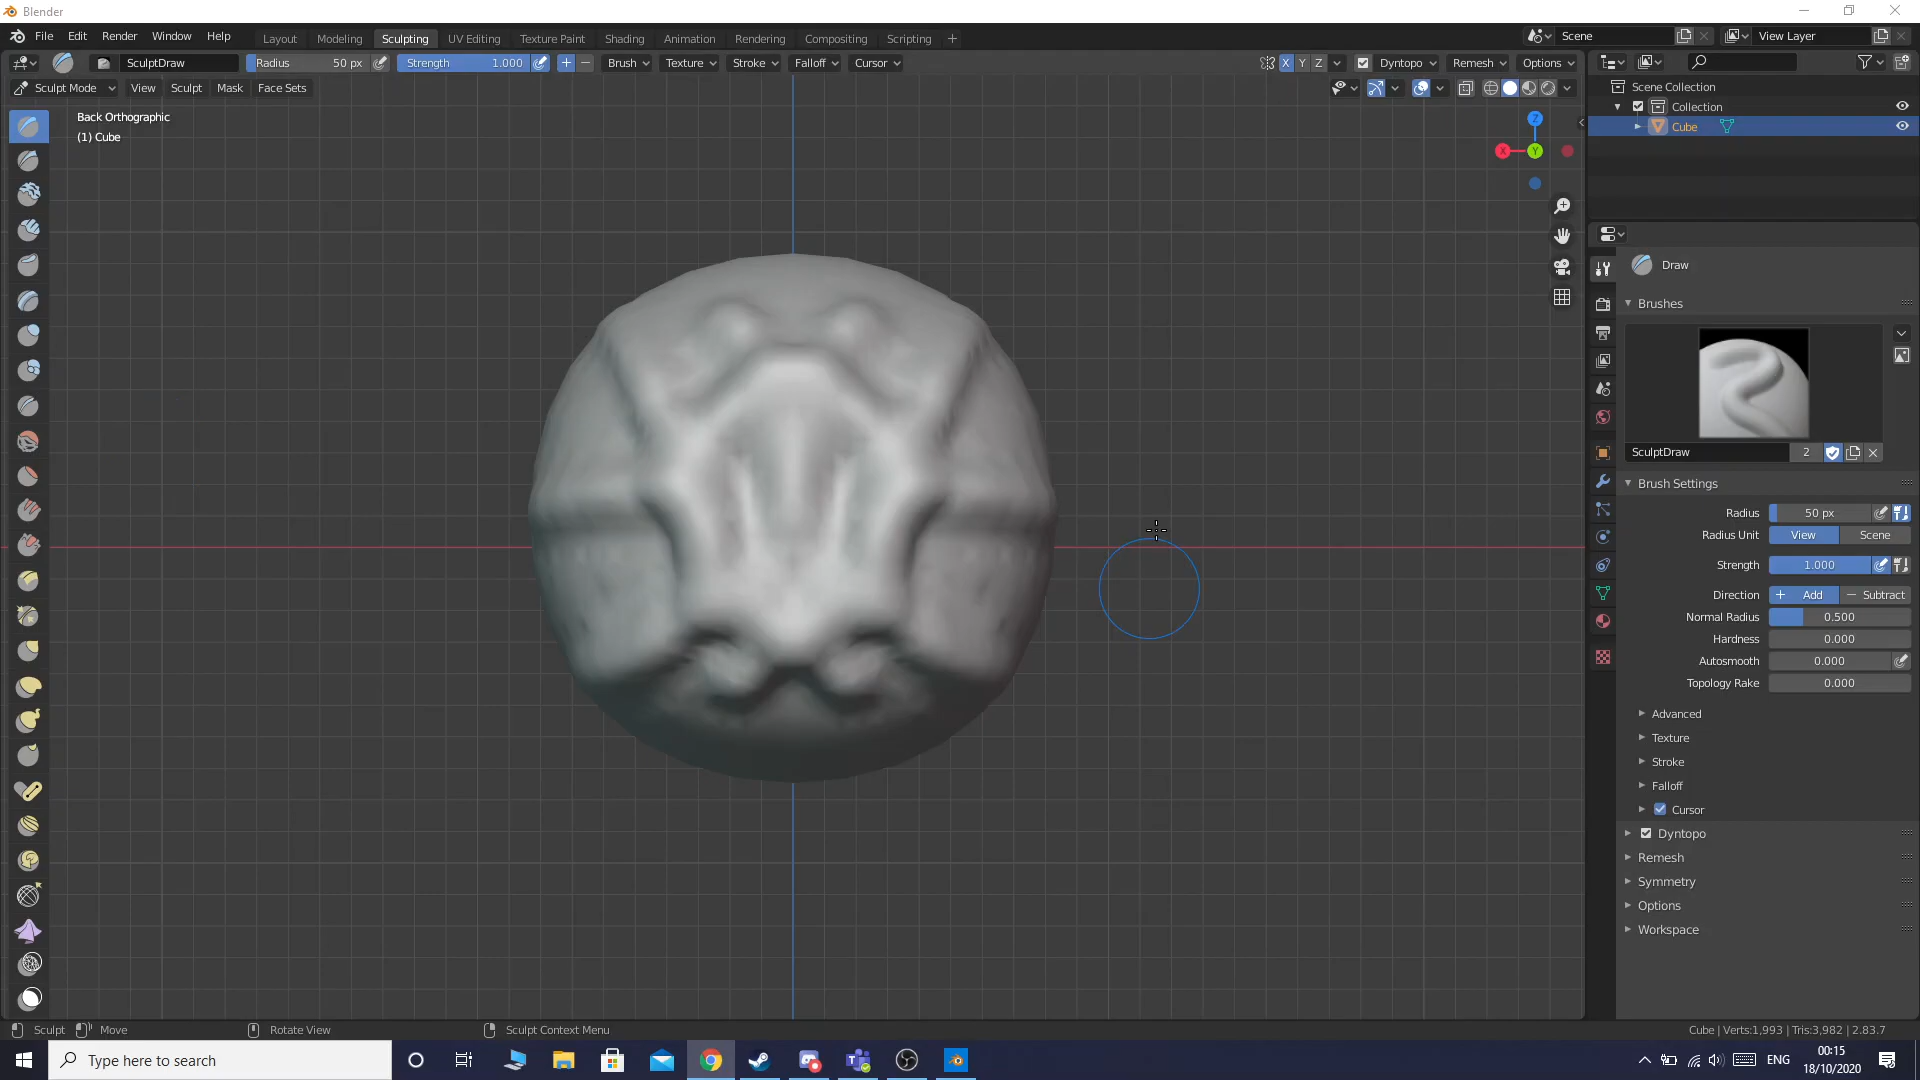 Blender
File Edit Render Window Help Layout Modeling Sculpting UV Editing Texture Paint Shading Animation Rendering Compositing Scripting + Scene View Layer
SculptDraw Radius 50 px Strength 1.000 Brush Texture Stroke Falloff Cursor X Y Z Dyntopo Remesh Options
Sculpt Mode View Sculpt Mask Face Sets
Back Orthographic
(1) Cube
Z
X Y
Scene Collection
Collection
Cube
Draw
Brushes
SculptDraw 2
Brush Settings
Radius 50 px
Radius Unit View Scene
Strength 1.000
Direction + Add − Subtract
Normal Radius 0.500
Hardness 0.000
Autosmooth 0.000
Topology Rake 0.000
Advanced
Texture
Stroke
Falloff
Cursor
Dyntopo
Remesh
Symmetry
Options
Workspace
Sculpt Move Rotate View Sculpt Context Menu Cube | Verts:1,993 | Tris:3,982 | 2.83.7
Type here to search ENG 00:15
18/10/2020